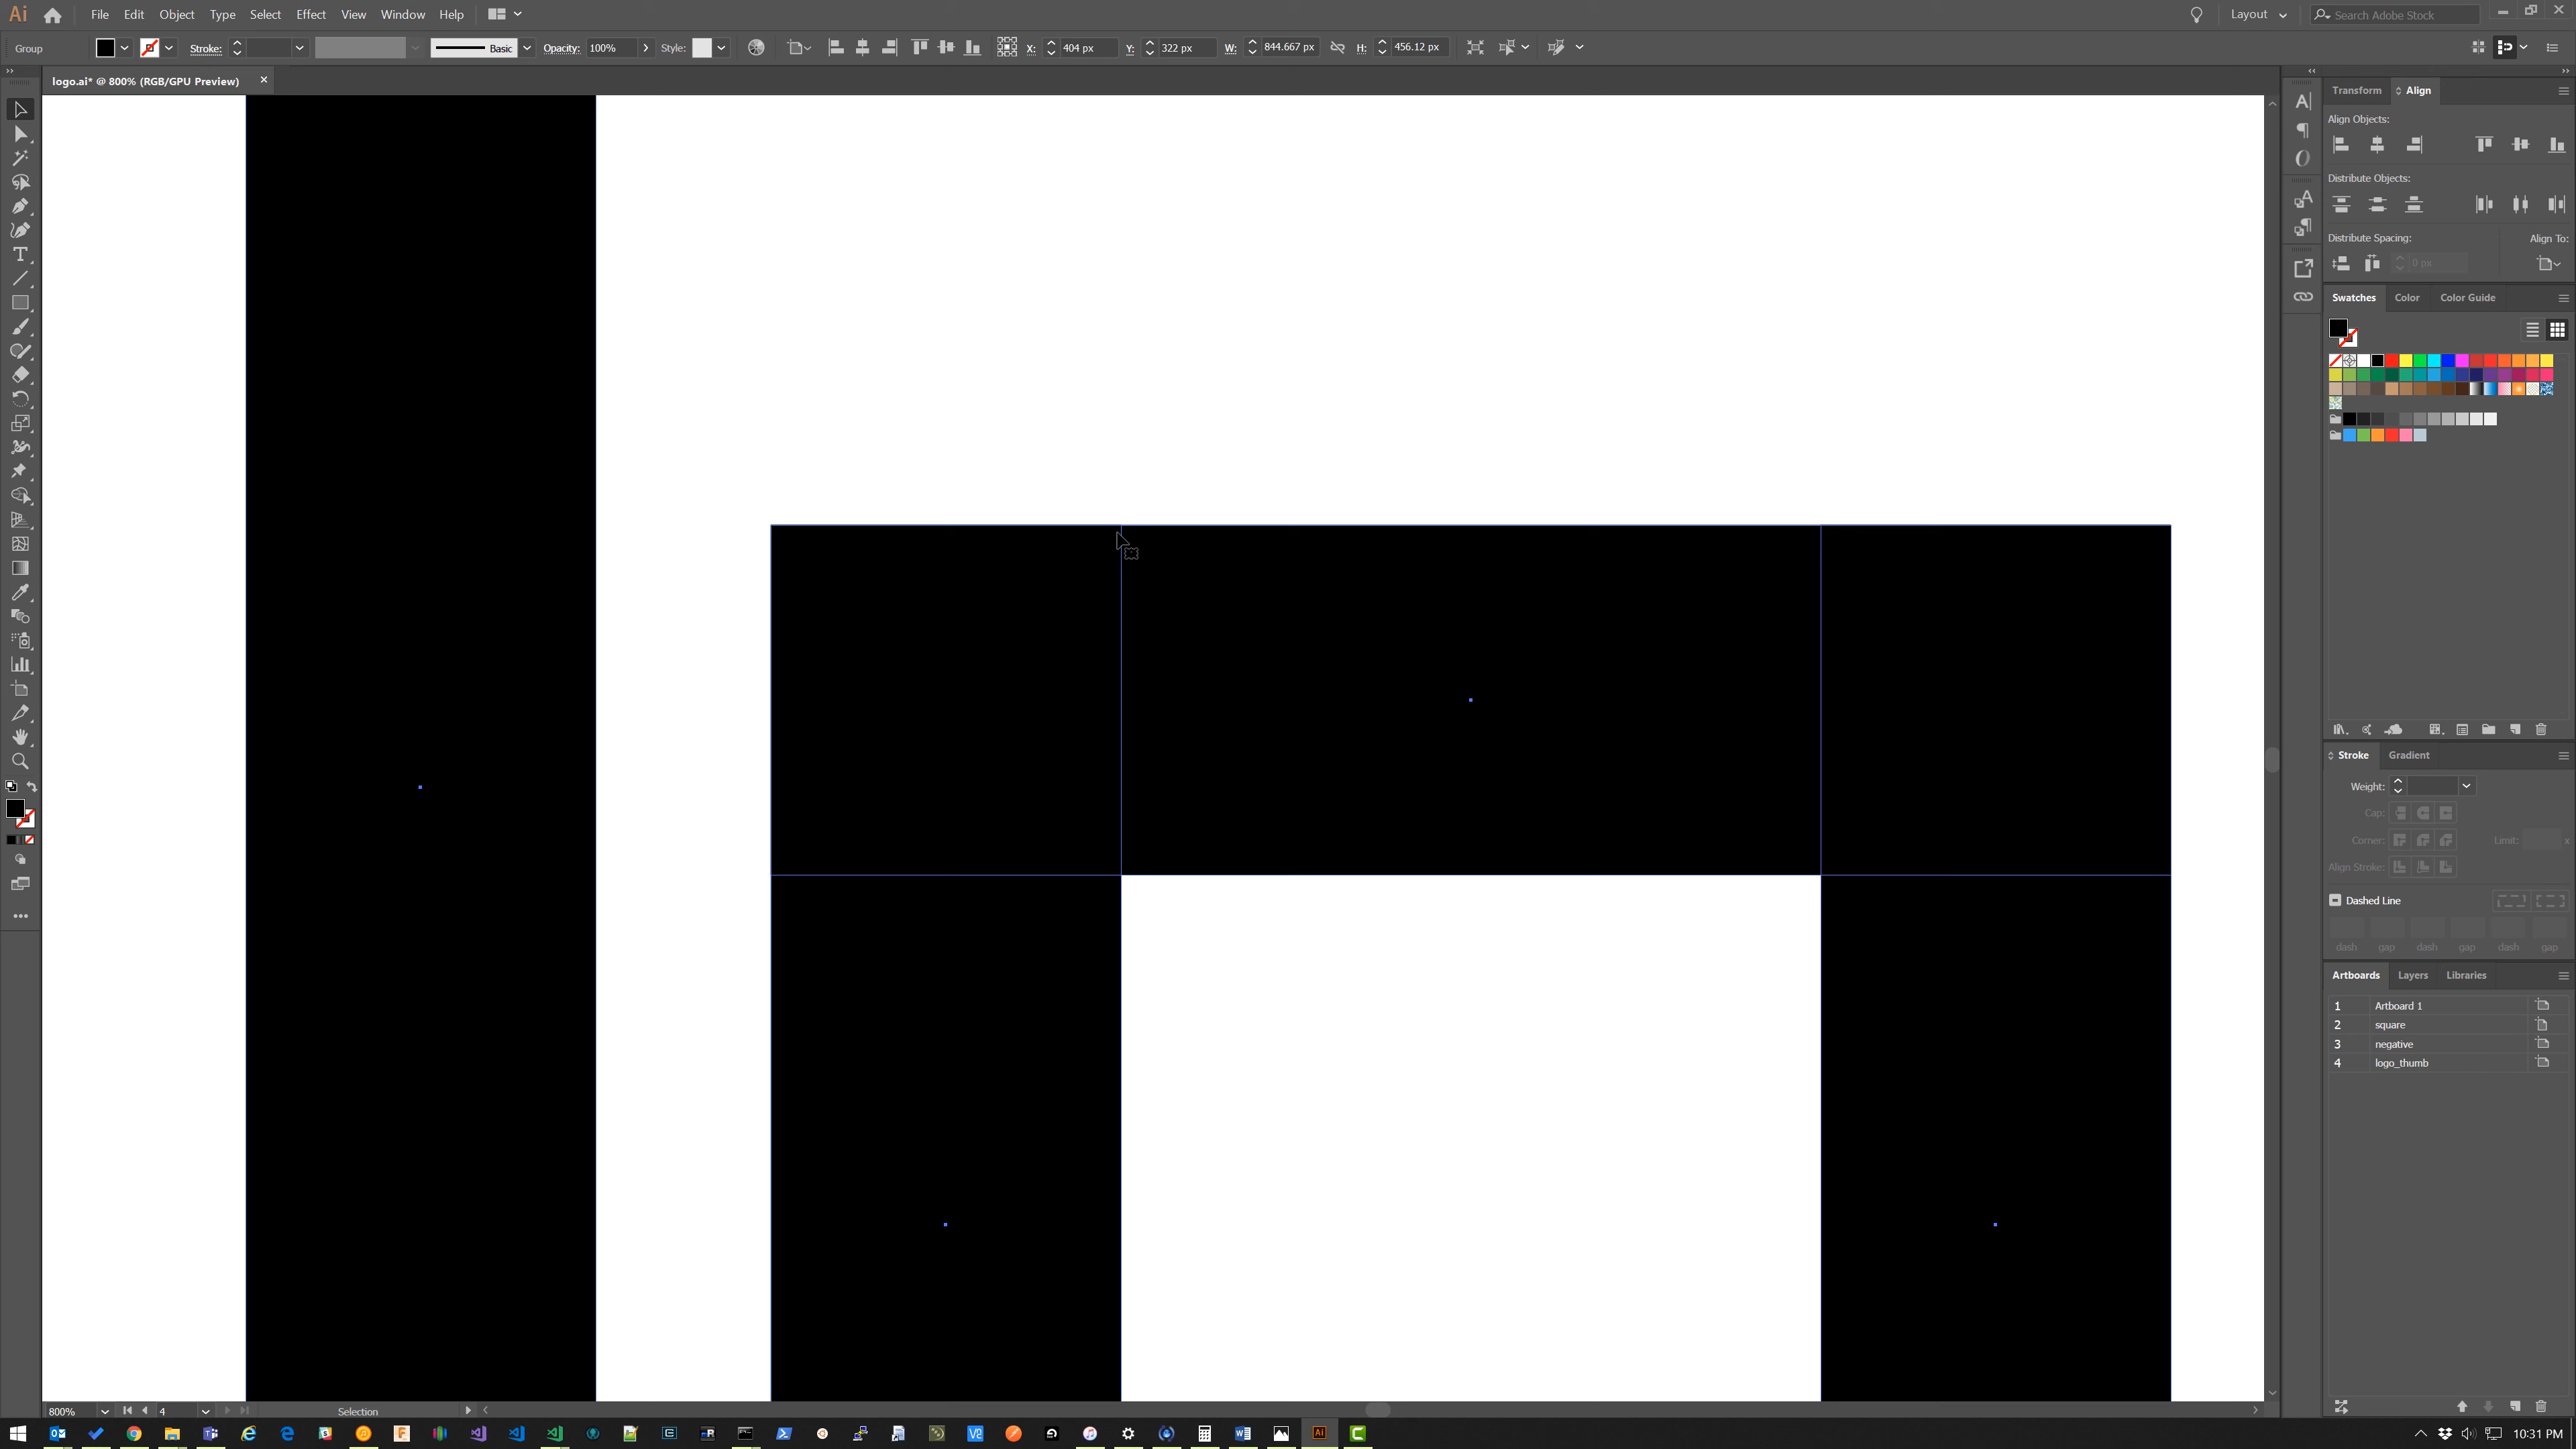 Ai File Edit Object Type Select Effect View Window Help Layout Search Adobe Stock
Group Stroke: Basic Opacity: 100% Style: X: 404 px Y: 322 px W: 844.667 px H: 456.12 px
logo.ai* @ 800% (RGB/GPU Preview)
Transform Align
Align Objects:
Distribute Objects:
Distribute Spacing: Align To:
0 px
Swatches Color Color Guide
Stroke Gradient
Weight:
Cap:
Corner: Limit: x
Align Stroke:
Dashed Line
dash gap dash gap dash gap
Artboards Layers Libraries
1 Artboard 1
2 square
3 negative
4 logo_thumb
800% 4 Selection
10:31 PM